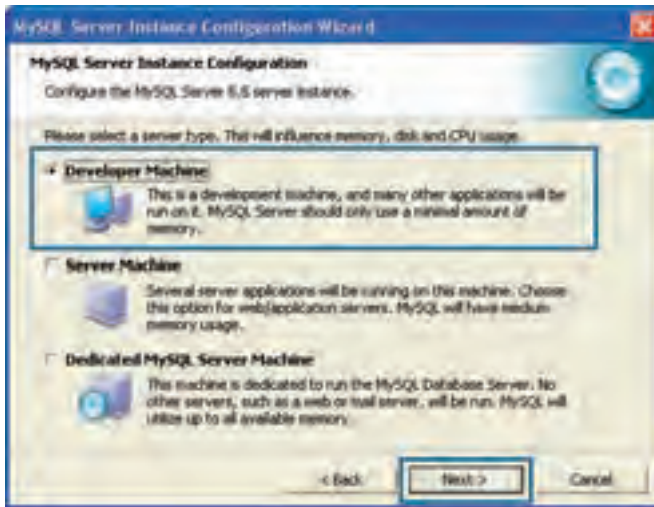 MySQL Server Instance Configuration Wizard
MySQL Server Instance Configuration
Configure the MySQL Server 6.6 server instance.
Please select a server type. This will influence memory, disk and CPU usage.
Developer Machine
This is a development machine, and many other applications will be
run on it. MySQL Server should only use a minimal amount of
memory.
Server Machine
Several server applications will be running on this machine. Choose
this option for web/application servers. MySQL will have medium
memory usage.
Dedicated MySQL Server Machine
This machine is dedicated to run the MySQL Database Server. No
other servers, such as a web or mail server, will be run. MySQL will
utilize up to all available memory.
< Back
Next >
Cancel